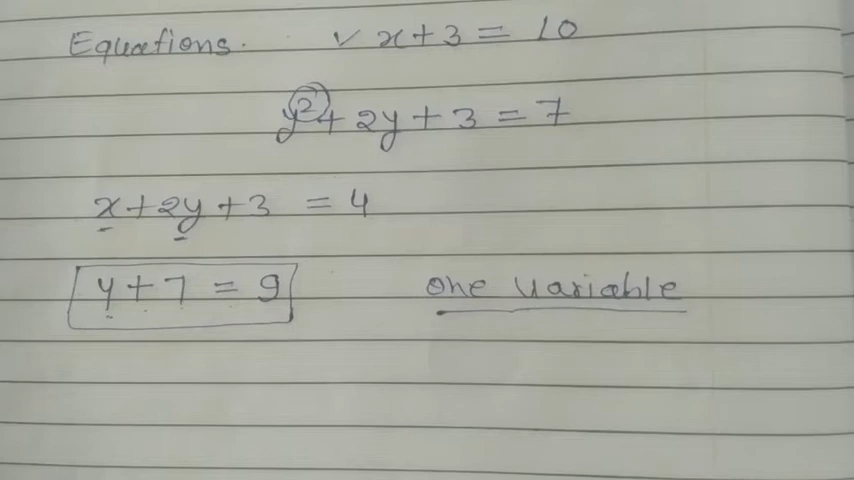 Equations. ✓ x + 3 = 10
y² + 2y + 3 = 7
x + 2y + 3 = 4
y + 7 = 9 one variable